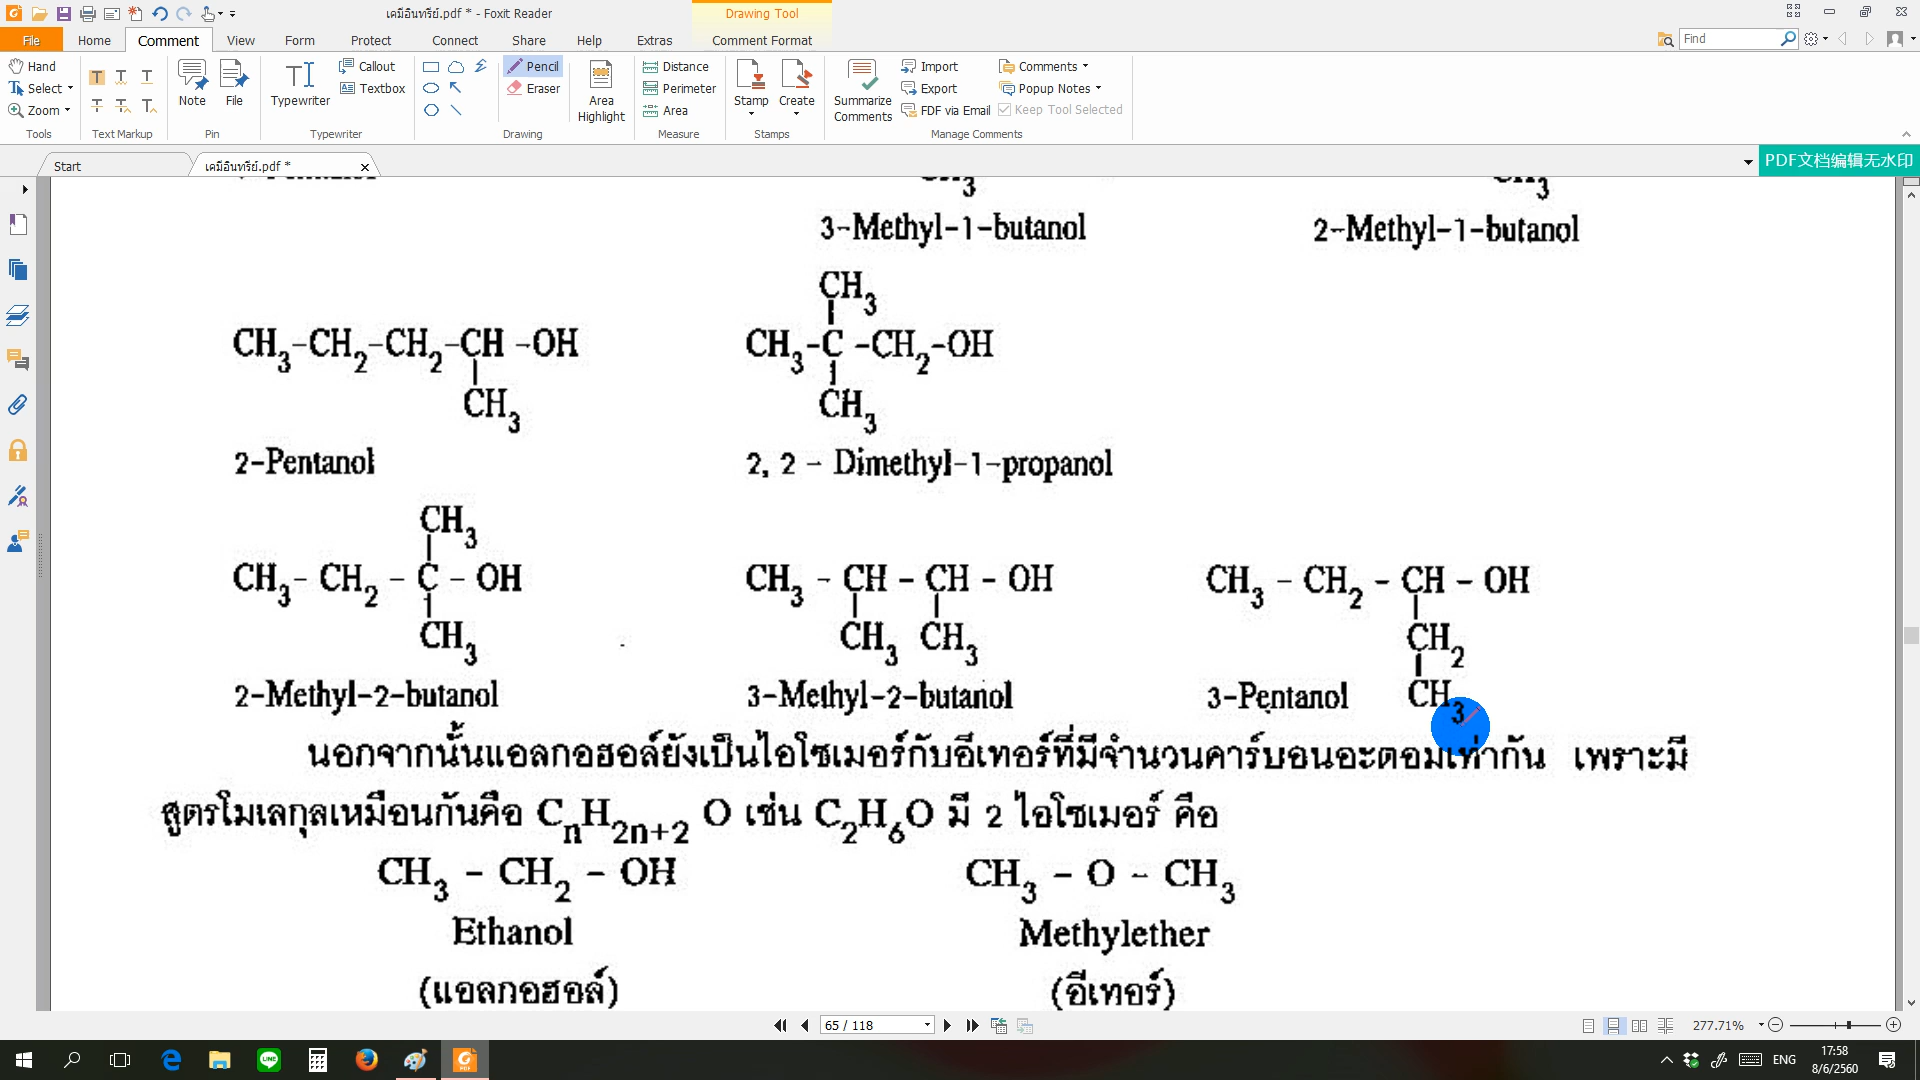 เคมีอินทรีย์.pdf * - Foxit Reader
Drawing Tool
File Home Comment View Form Protect Connect Share Help Extras Comment Format
Find
Hand
Select
Zoom
Tools
Text Markup
Note
File
Pin
Typewriter
Callout
Textbox
Typewriter
Pencil
Eraser
Area Highlight
Drawing
Distance
Perimeter
Area
Measure
Stamp
Create
Stamps
Summarize Comments
Import
Export
FDF via Email
Comments
Popup Notes
Keep Tool Selected
Manage Comments
Start
เคมีอินทรีย์.pdf *
PDF文档编辑无水印
3-Methyl-1-butanol
2-Methyl-1-butanol
CH3
CH3-CH2-CH2-CH -OH
CH3-C -CH2-OH
CH3
CH3
2-Pentanol
2, 2 - Dimethyl-1-propanol
CH3
CH3- CH2 - C - OH
CH3 - CH - CH - OH
CH3 - CH2 - CH - OH
CH3
CH3 CH3
CH2
CH3
2-Methyl-2-butanol
3-Methyl-2-butanol
3-Pentanol
นอกจากนั้นแอลกอฮอล์ยังเป็นไอโซเมอร์กับอีเทอร์ที่มีจำนวนคาร์บอนอะตอมเท่ากัน เพราะมี
สูตรโมเลกุลเหมือนกันคือ CnH2n+2 O เช่น C2H6O มี 2 ไอโซเมอร์ คือ
CH3 - CH2 - OH
CH3 - O - CH3
Ethanol
Methylether
(แอลกอฮอล์)
(อีเทอร์)
65 / 118
277.71%
ENG
17:58
8/6/2560